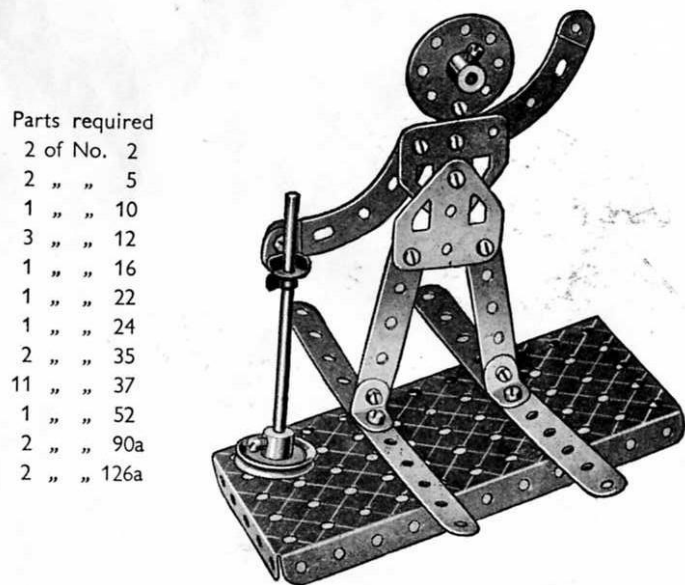 Parts required
2 of No. 2
2 „ „ 5
1 „ „ 10
3 „ „ 12
1 „ „ 16
1 „ „ 22
1 „ „ 24
2 „ „ 35
11 „ „ 37
1 „ „ 52
2 „ „ 90a
2 „ „ 126a